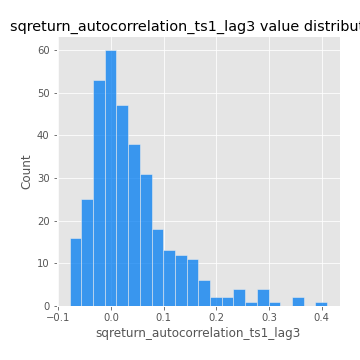 sqreturn_autocorrelation_ts1_lag3 value distribut
60
50
40
30
20
10
0
Count
−0.1 0.0 0.1 0.2 0.3 0.4
sqreturn_autocorrelation_ts1_lag3